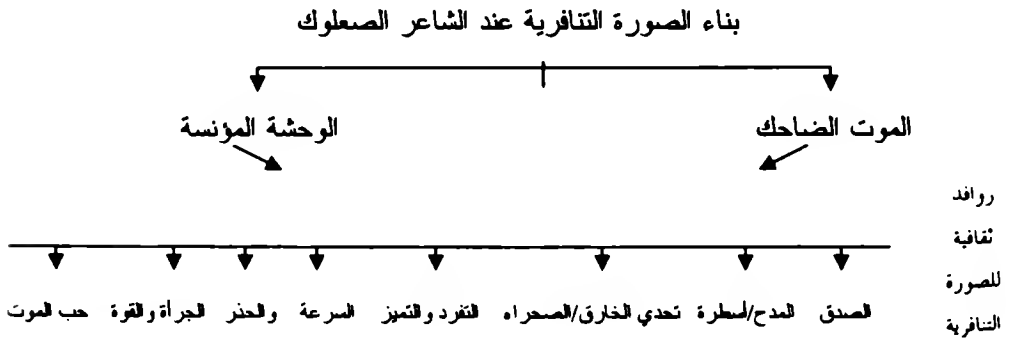 بناء الصورة التنافرية عند الشاعر الصعلوك
الموت الضاحك
الوحشة المؤنسة
روافد
ثقافية
للصورة
التنافرية
الصدق
المدح/أسطرة
تحدي الخارق/الصحراء
التفرد والتميز
السرعة
والحذر
الجرأة والقوة
حب الموت